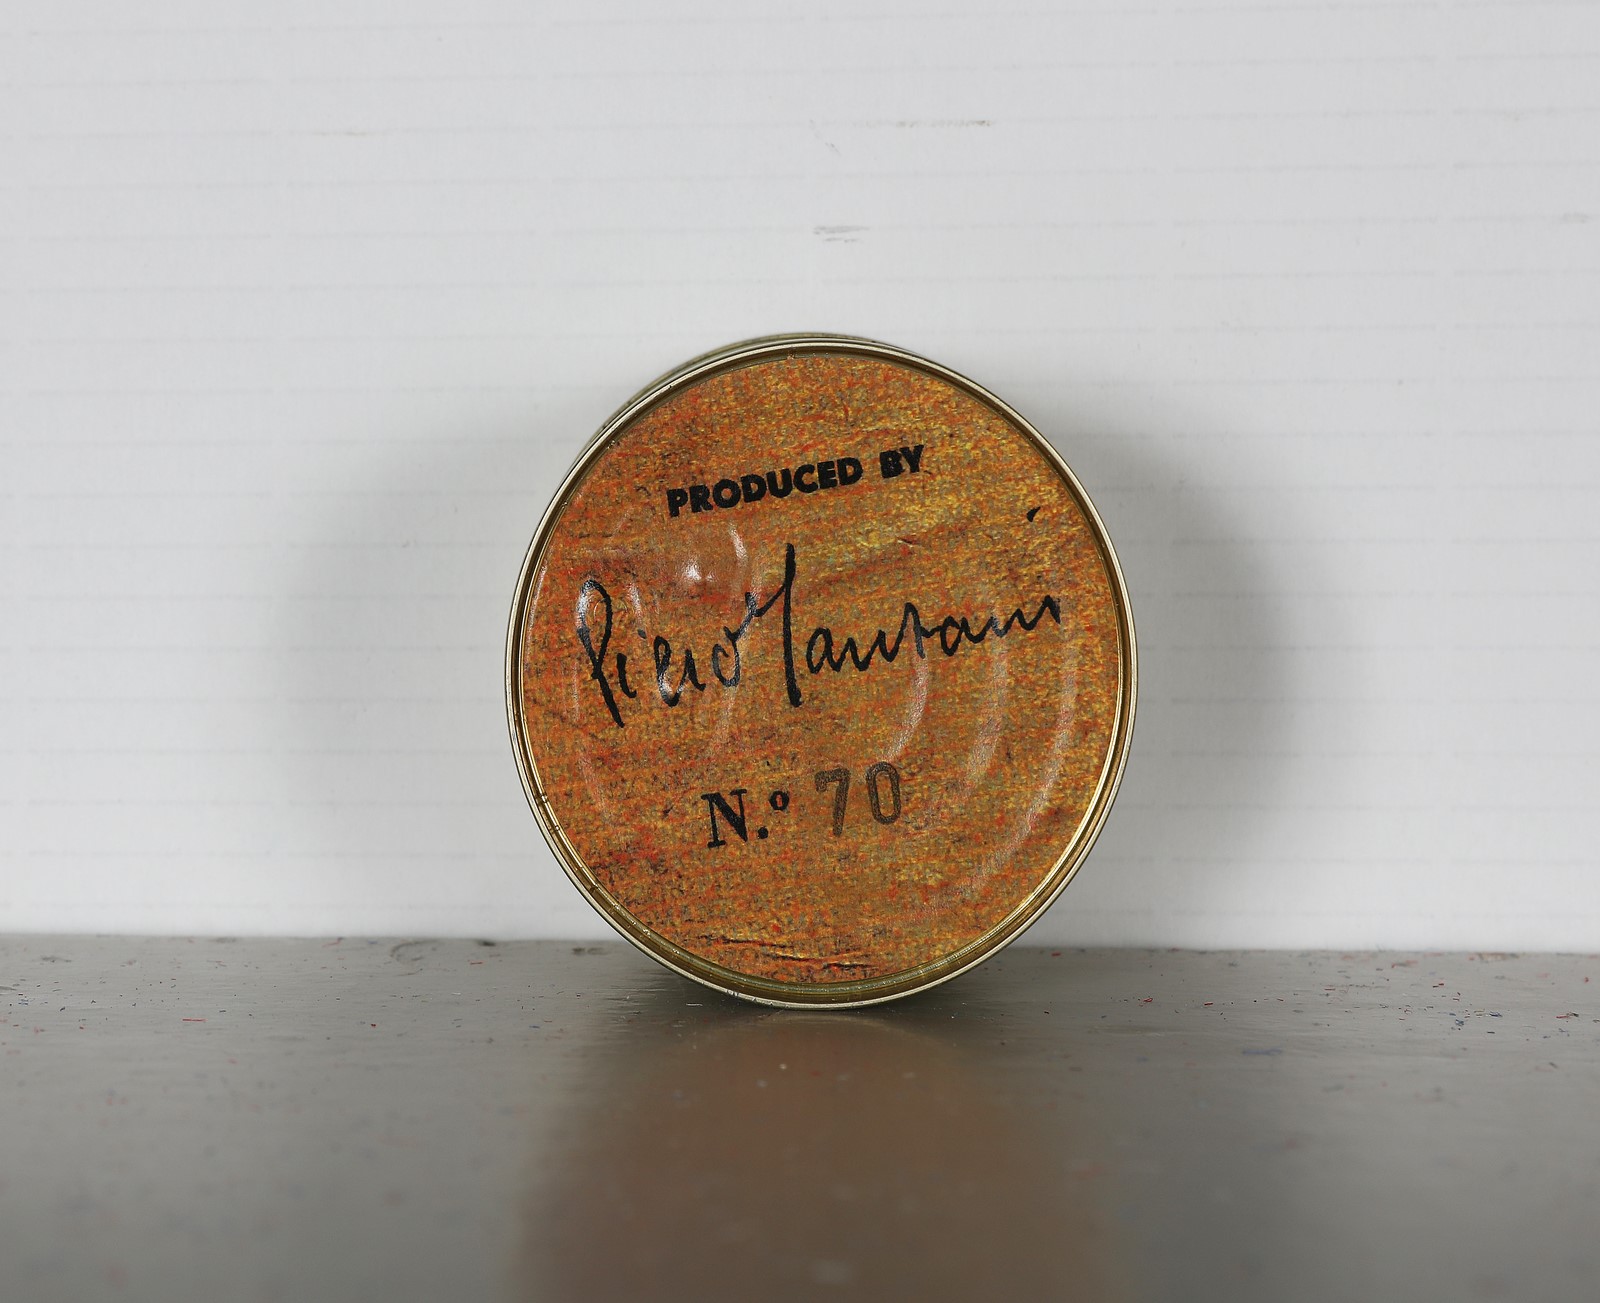 PRODUCED BY
Piero Manzoni
N.º 70